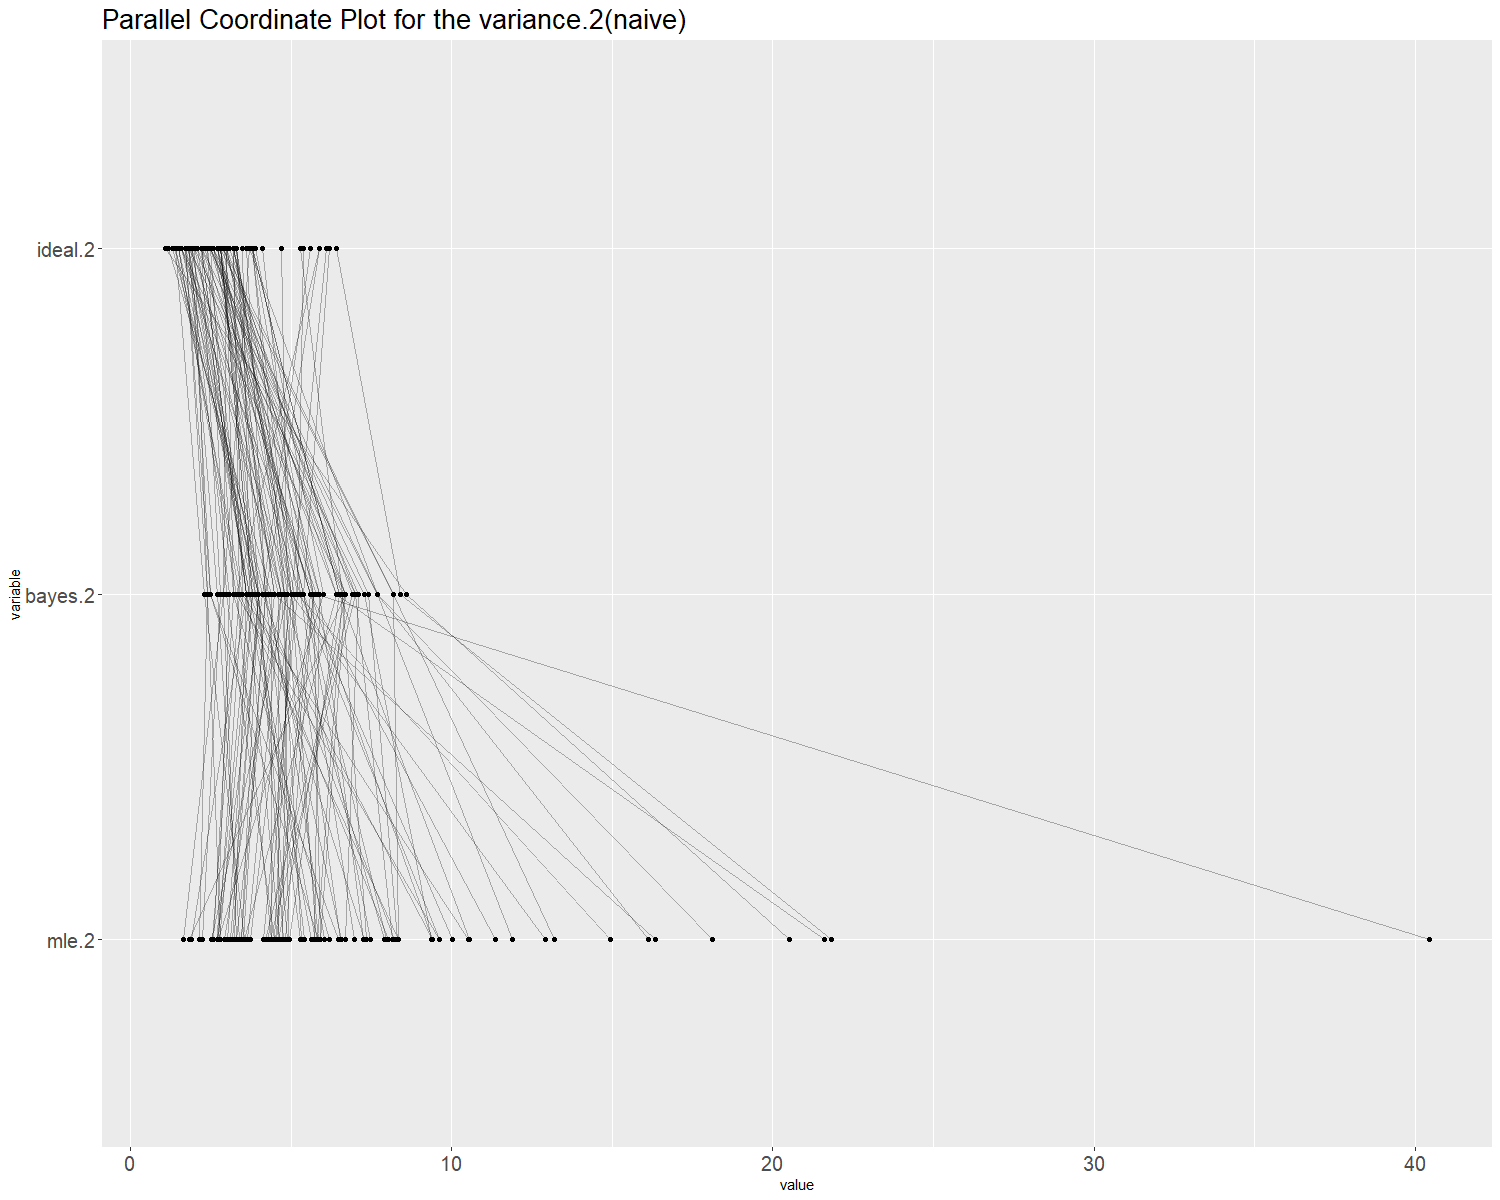 Parallel Coordinate Plot for the variance.2(naive)
ideal.2
bayes.2
mle.2
variable
0 10 20 30 40
value